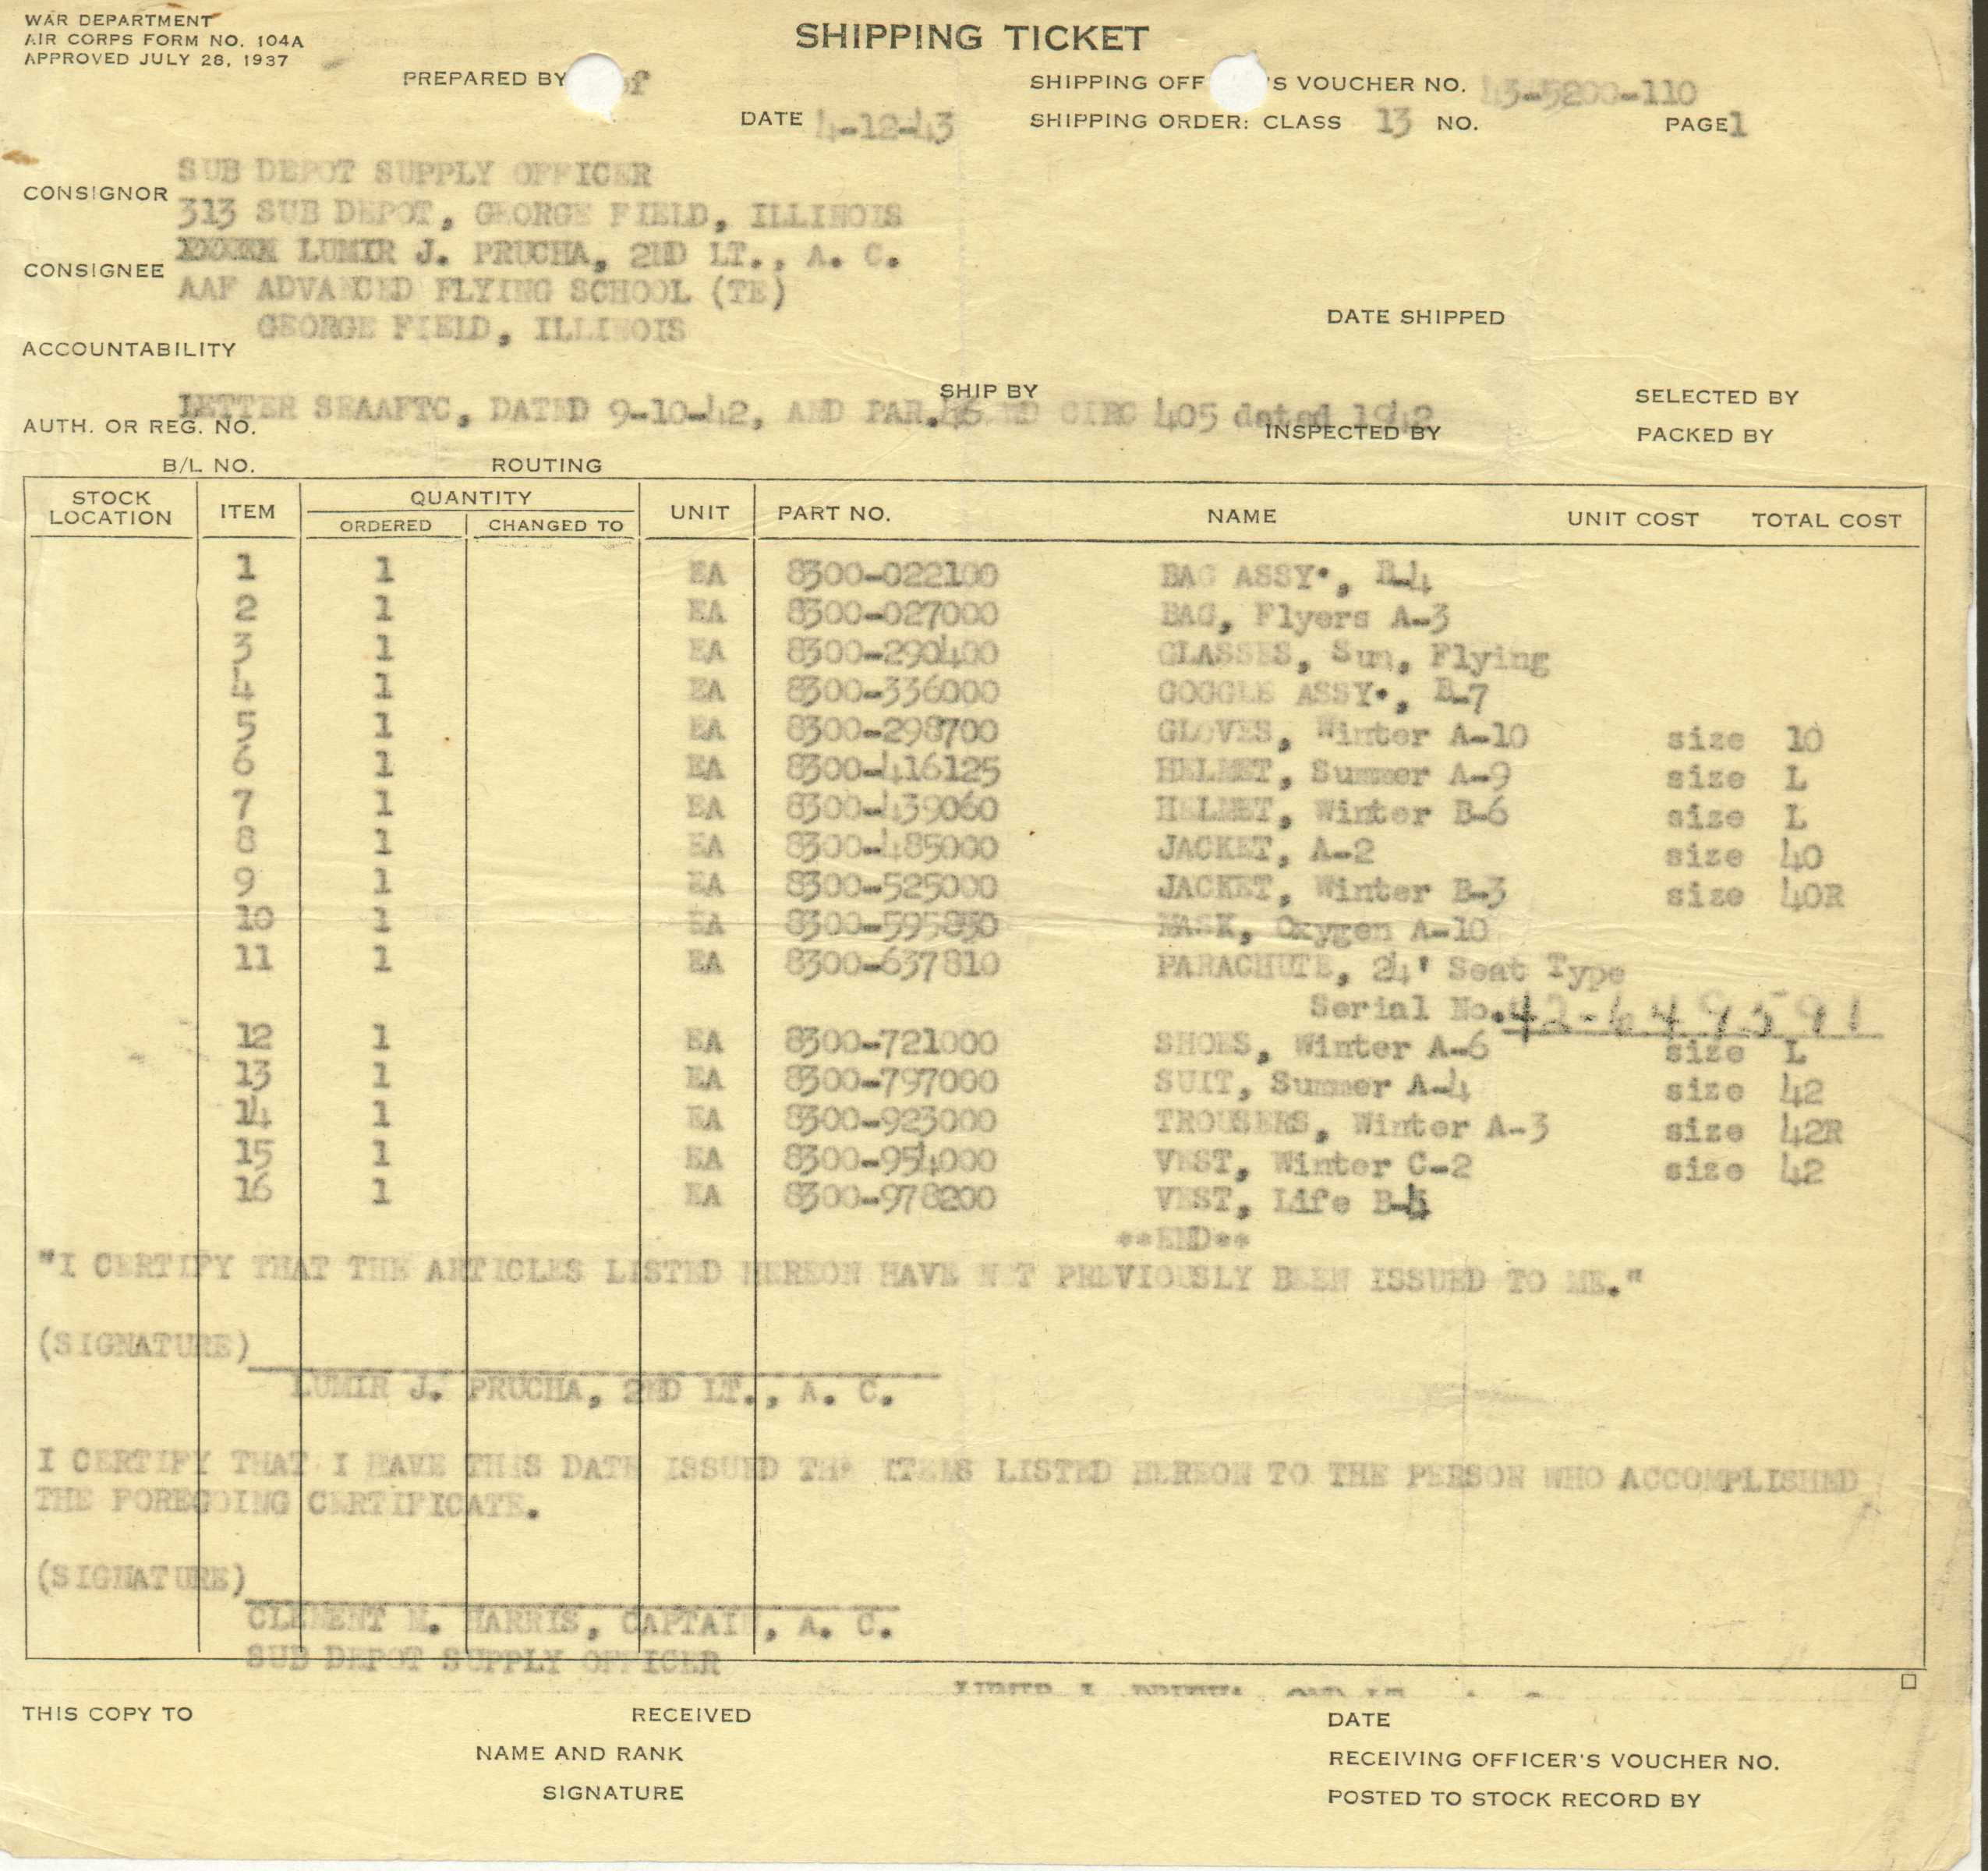 WAR DEPARTMENT
AIR CORPS FORM NO. 104A
APPROVED JULY 28, 1937
SHIPPING TICKET
PREPARED BY
SHIPPING OFF 'S VOUCHER NO. 43-5200-110
DATE 4-12-43
SHIPPING ORDER: CLASS 13 NO. PAGE 1
SUB DEPOT SUPPLY OFFICER
CONSIGNOR
313 SUB DEPOT, GEORGE FIELD, ILLINOIS
LUMIR J. PRUCHA, 2ND LT., A. C.
CONSIGNEE
AAF ADVANCED FLYING SCHOOL (TE)
GEORGE FIELD, ILLINOIS
DATE SHIPPED
ACCOUNTABILITY
SHIP BY
SELECTED BY
LETTER SEAAFTC, DATED 9-10-42, AND PAR. CIRC 405 dated 1942
AUTH. OR REG. NO.
INSPECTED BY
PACKED BY
B/L NO. ROUTING
STOCK LOCATION ITEM QUANTITY ORDERED CHANGED TO UNIT PART NO. NAME UNIT COST TOTAL COST
1 1 EA 8300-022100 BAG ASSY., B-4
2 1 EA 8300-027000 BAG, Flyers A-3
3 1 EA 8300-290400 GLASSES, Sun, Flying
4 1 EA 8300-336000 GOGGLE ASSY., B-7
5 1 EA 8300-298700 GLOVES, Winter A-10 size 10
6 1 EA 8300-416125 HELMET, Summer A-9 size L
7 1 EA 8300-439060 HELMET, Winter B-6 size L
8 1 EA 8300-485000 JACKET, A-2 size 40
9 1 EA 8300-525000 JACKET, Winter B-3 size 40R
10 1 EA 8300-595850 MASK, Oxygen A-10
11 1 EA 8300-637810 PARACHUTE, 24' Seat Type
Serial No. 42-649591
12 1 EA 8300-721000 SHOES, Winter A-6 size L
13 1 EA 8300-797000 SUIT, Summer A-4 size 42
14 1 EA 8300-923000 TROUSERS, Winter A-3 size 42R
15 1 EA 8300-954000 VEST, Winter C-2 size 42
16 1 EA 8300-978200 VEST, Life B-4
**END**
"I CERTIFY THAT THE ARTICLES LISTED HEREON HAVE NOT PREVIOUSLY BEEN ISSUED TO ME."
(SIGNATURE)
LUMIR J. PRUCHA, 2ND LT., A. C.
I CERTIFY THAT I HAVE THIS DATE ISSUED THE ITEMS LISTED HEREON TO THE PERSON WHO ACCOMPLISHED
THE FOREGOING CERTIFICATE.
(SIGNATURE)
CLEMENT M. HARRIS, CAPTAIN, A. C.
SUB DEPOT SUPPLY OFFICER
THIS COPY TO
RECEIVED
DATE
NAME AND RANK
RECEIVING OFFICER'S VOUCHER NO.
SIGNATURE
POSTED TO STOCK RECORD BY